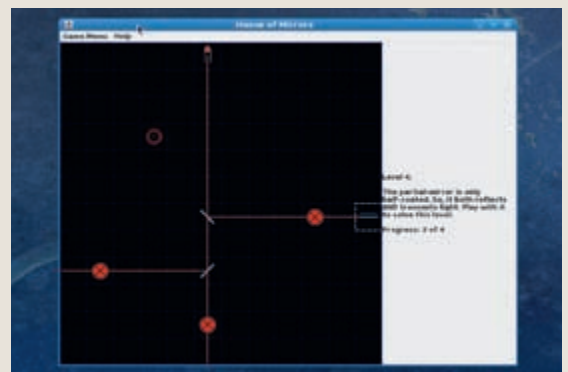 House of Mirrors
Game Menu Help
Level 4:
The partial-mirror is only
half-coated. So, it Both reflects
AND transmits light. Play with it
to solve this level!
Progress: 3 of 4